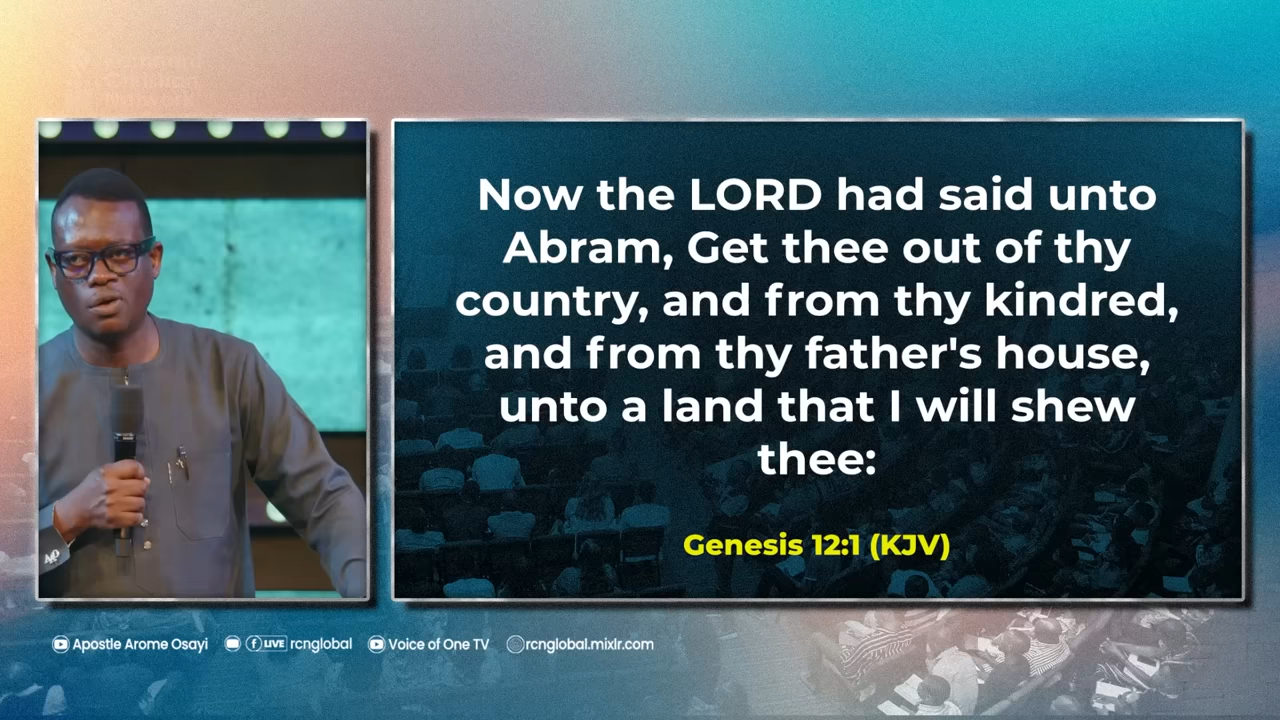 Now the LORD had said unto
Abram, Get thee out of thy
country, and from thy kindred,
and from thy father's house,
unto a land that I will shew
thee:
Genesis 12:1 (KJV)
Apostle Arome Osayi LIVE rcnglobal Voice of One TV rcnglobal.mixlr.com